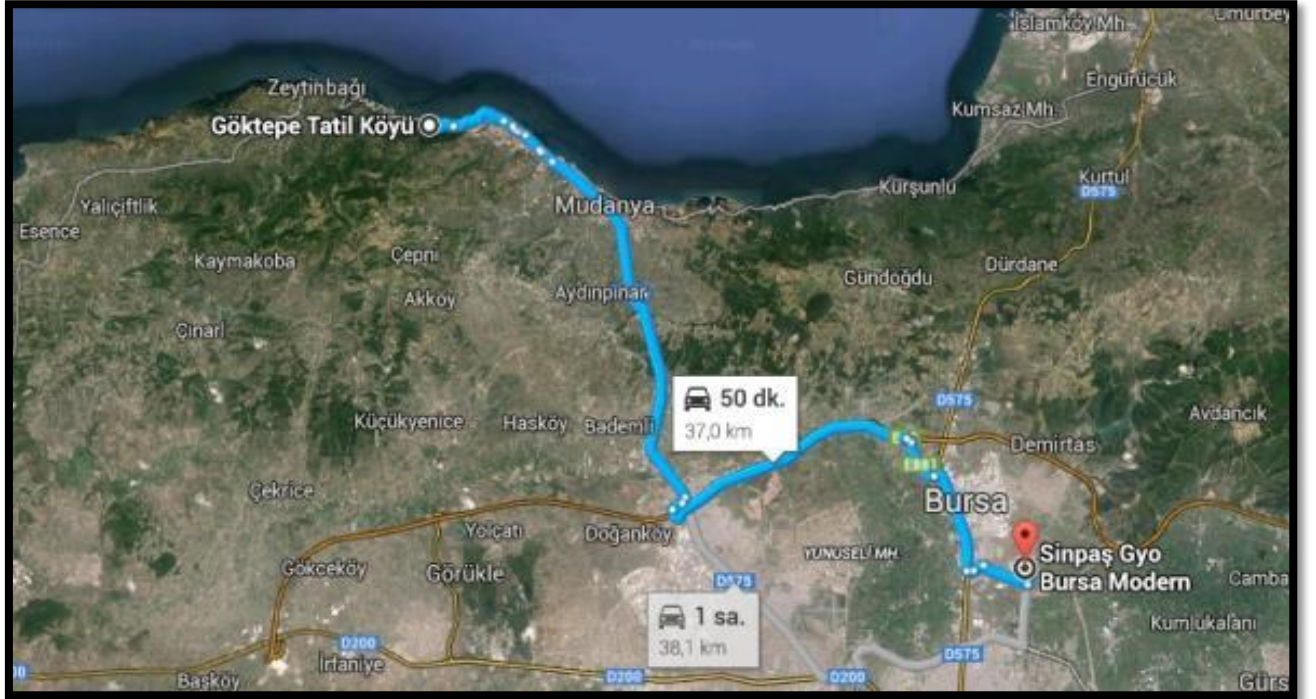 İslamköy Mh.
Umurbey
Zeytinbağı
Engürücük
Göktepe Tatil Köyü
Kumsaz Mh.
Kurşunlu
Kurtul
D575
Yalıçiftlik
Mudanya
Esence
Kaymakoba
Çepni
Gündoğdu
Dürdane
Akköy
Aydınpınar
Çınarl
50 dk.
37,0 km
D575
Avdancık
Küçükyenice
Hasköy
Bademli
Demirtaş
Çekrice
Bursa
Yolçatı
Doğanköy
YUNUSELİ MH.
Sinpaş Gyo
Bursa Modern
Gökçeköy
Görükle
D575
Camba
1 sa.
38,1 km
Kumlukalanı
D200
İrfaniye
D575
Başköy
D200
D200
Gürs